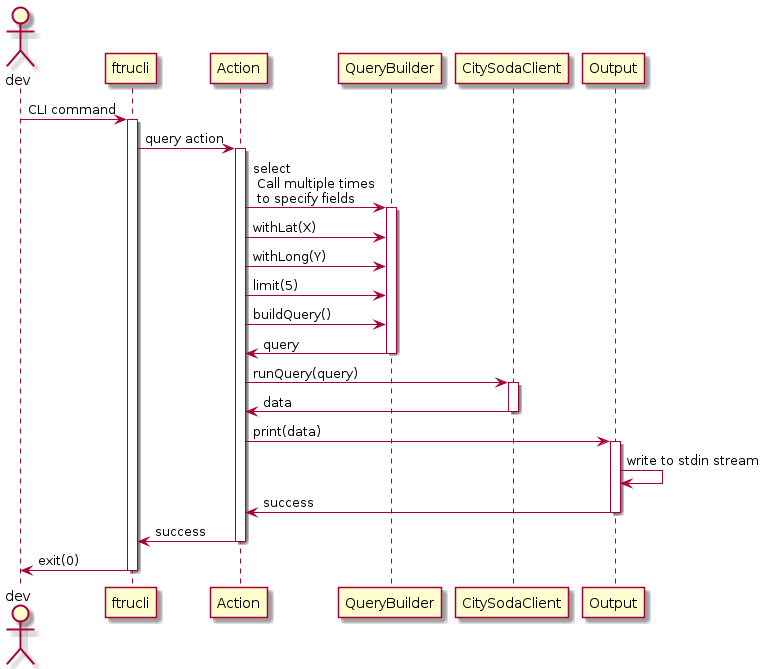 dev
ftrucli
Action
QueryBuilder
CitySodaClient
Output
CLI command
query action
select
Call multiple times
to specify fields
withLat(X)
withLong(Y)
limit(5)
buildQuery()
query
runQuery(query)
data
print(data)
write to stdin stream
success
success
exit(0)
dev
ftrucli
Action
QueryBuilder
CitySodaClient
Output